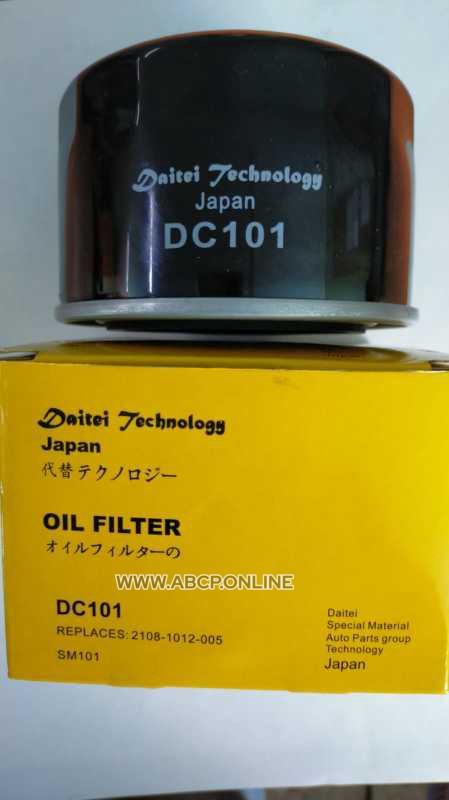 Daitei Technology
Japan
DC101
Daitei Technology
Japan
代替テクノロジー
OIL FILTER
オイルフィルターの
WWW.ABCP.ONLINE
DC101
REPLACES: 2108-1012-005
SM101
Daitei
Special Material
Auto Parts group
Technology
Japan